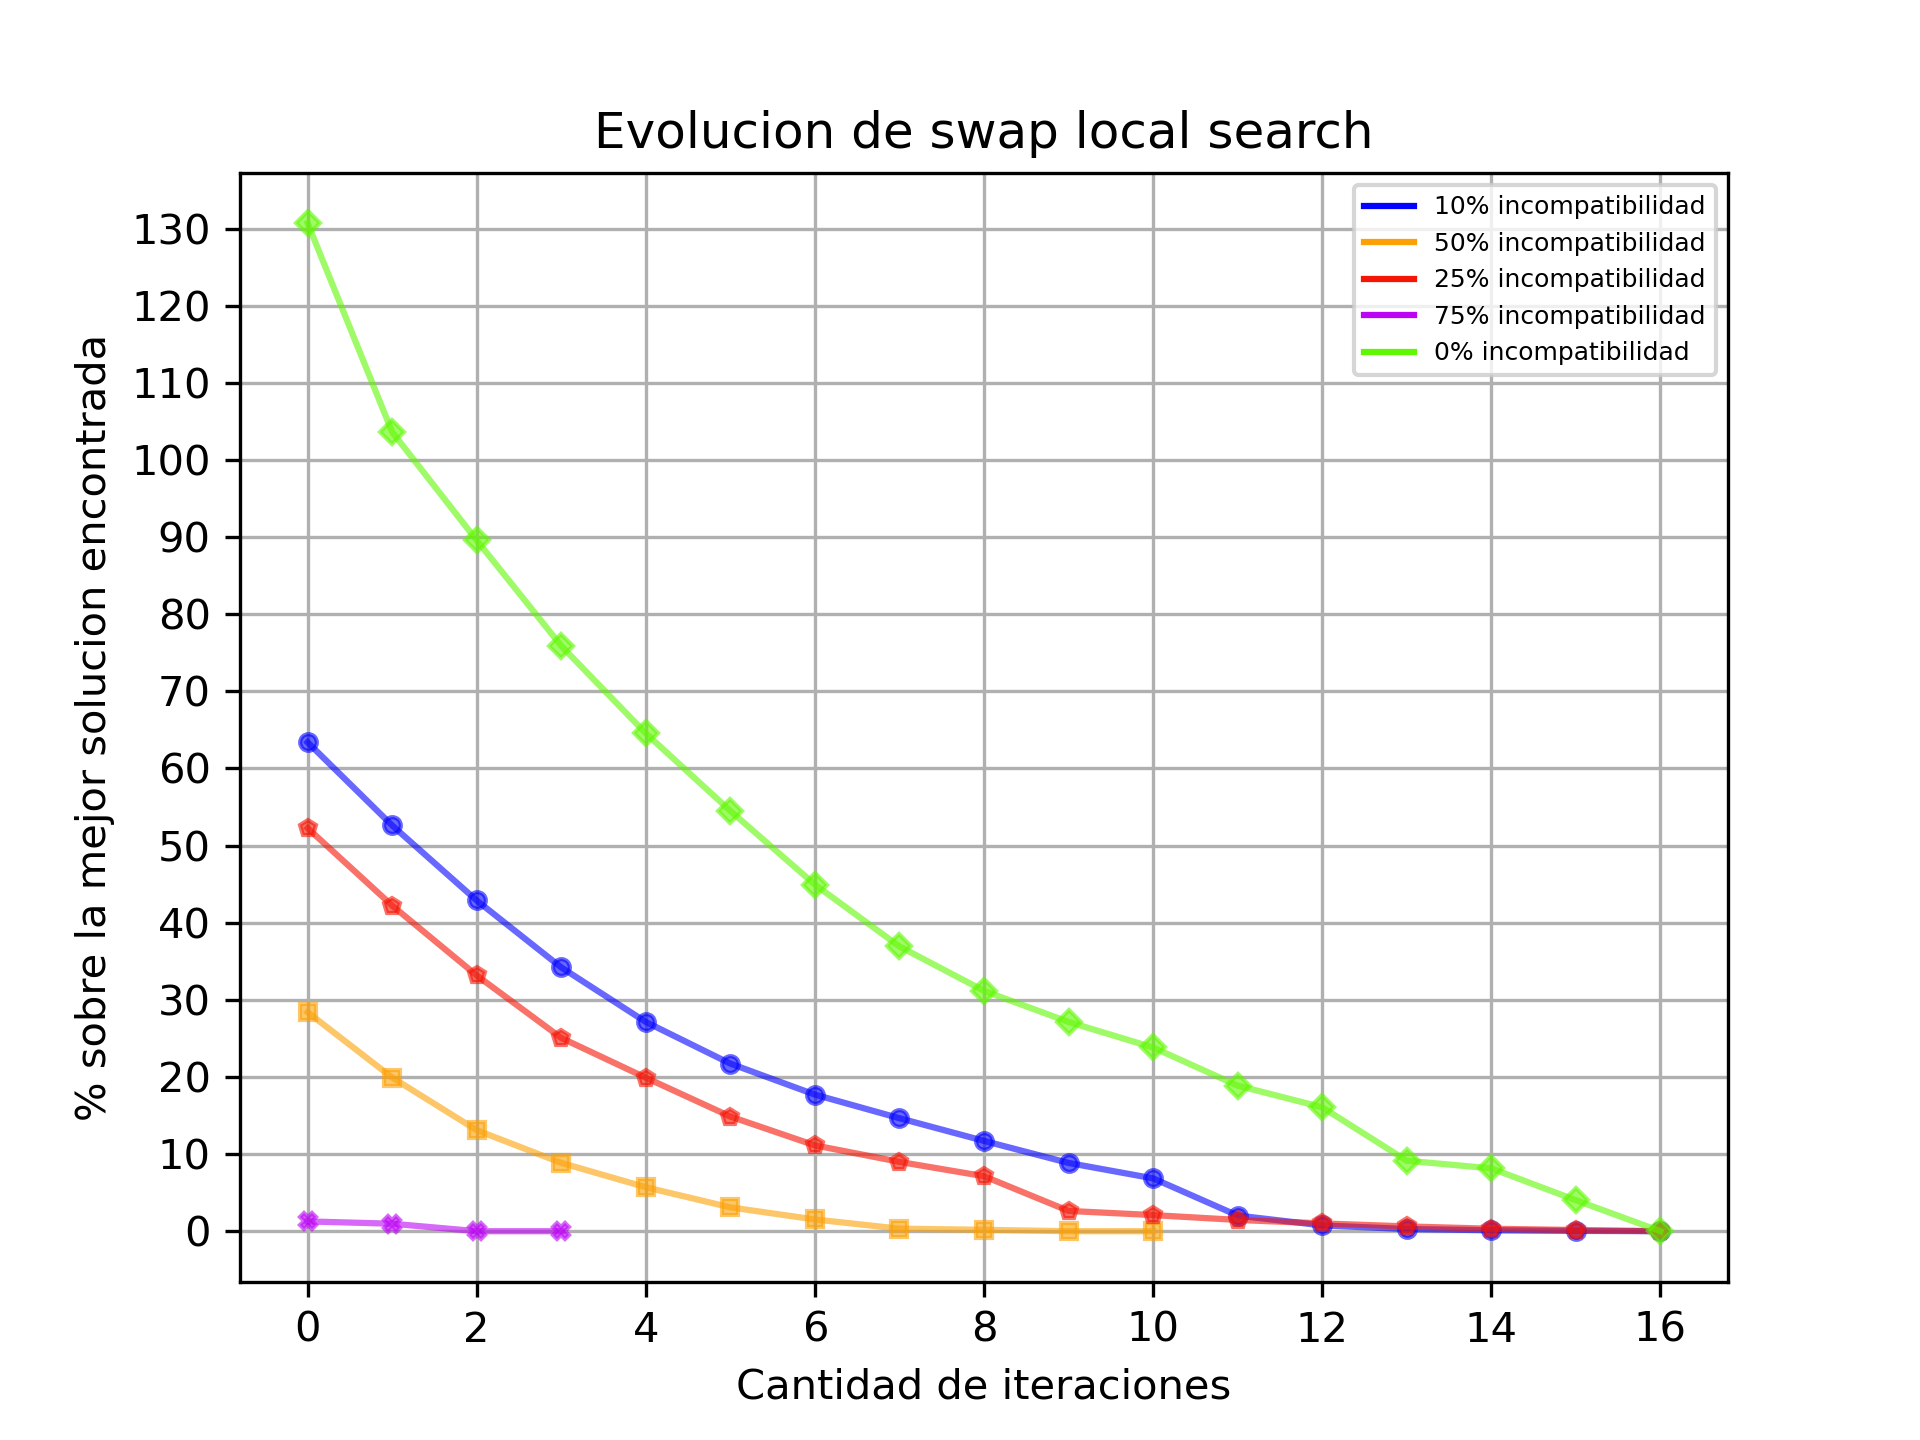 Evolucion de swap local search
10% incompatibilidad
50% incompatibilidad
25% incompatibilidad
75% incompatibilidad
0% incompatibilidad
% sobre la mejor solucion encontrada
130
120
110
100
90
80
70
60
50
40
30
20
10
0
0 2 4 6 8 10 12 14 16
Cantidad de iteraciones